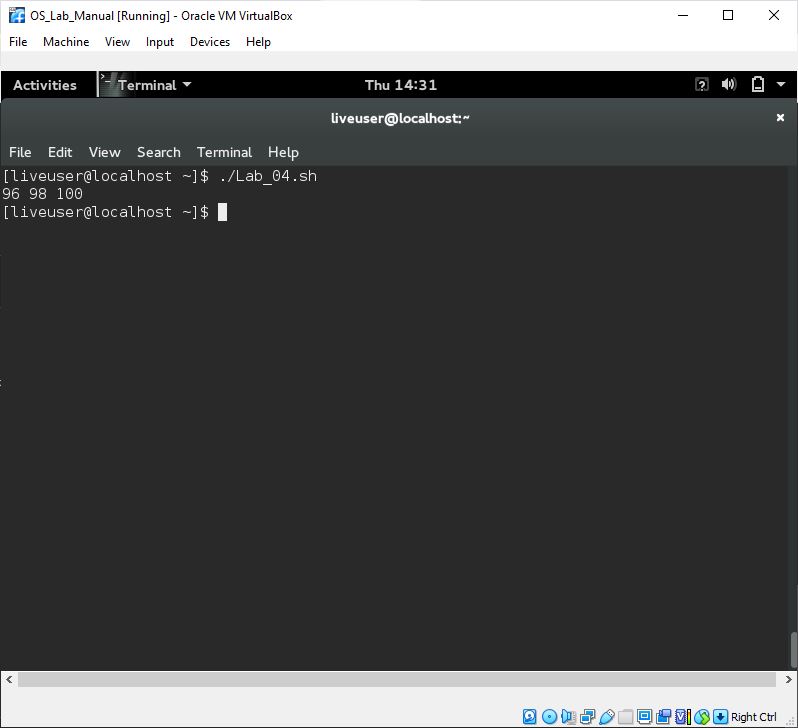 OS_Lab_Manual [Running] - Oracle VM VirtualBox
File Machine View Input Devices Help
Activities Terminal Thu 14:31
liveuser@localhost:~
File Edit View Search Terminal Help
[liveuser@localhost ~]$ ./Lab_04.sh
96 98 100
[liveuser@localhost ~]$
Right Ctrl